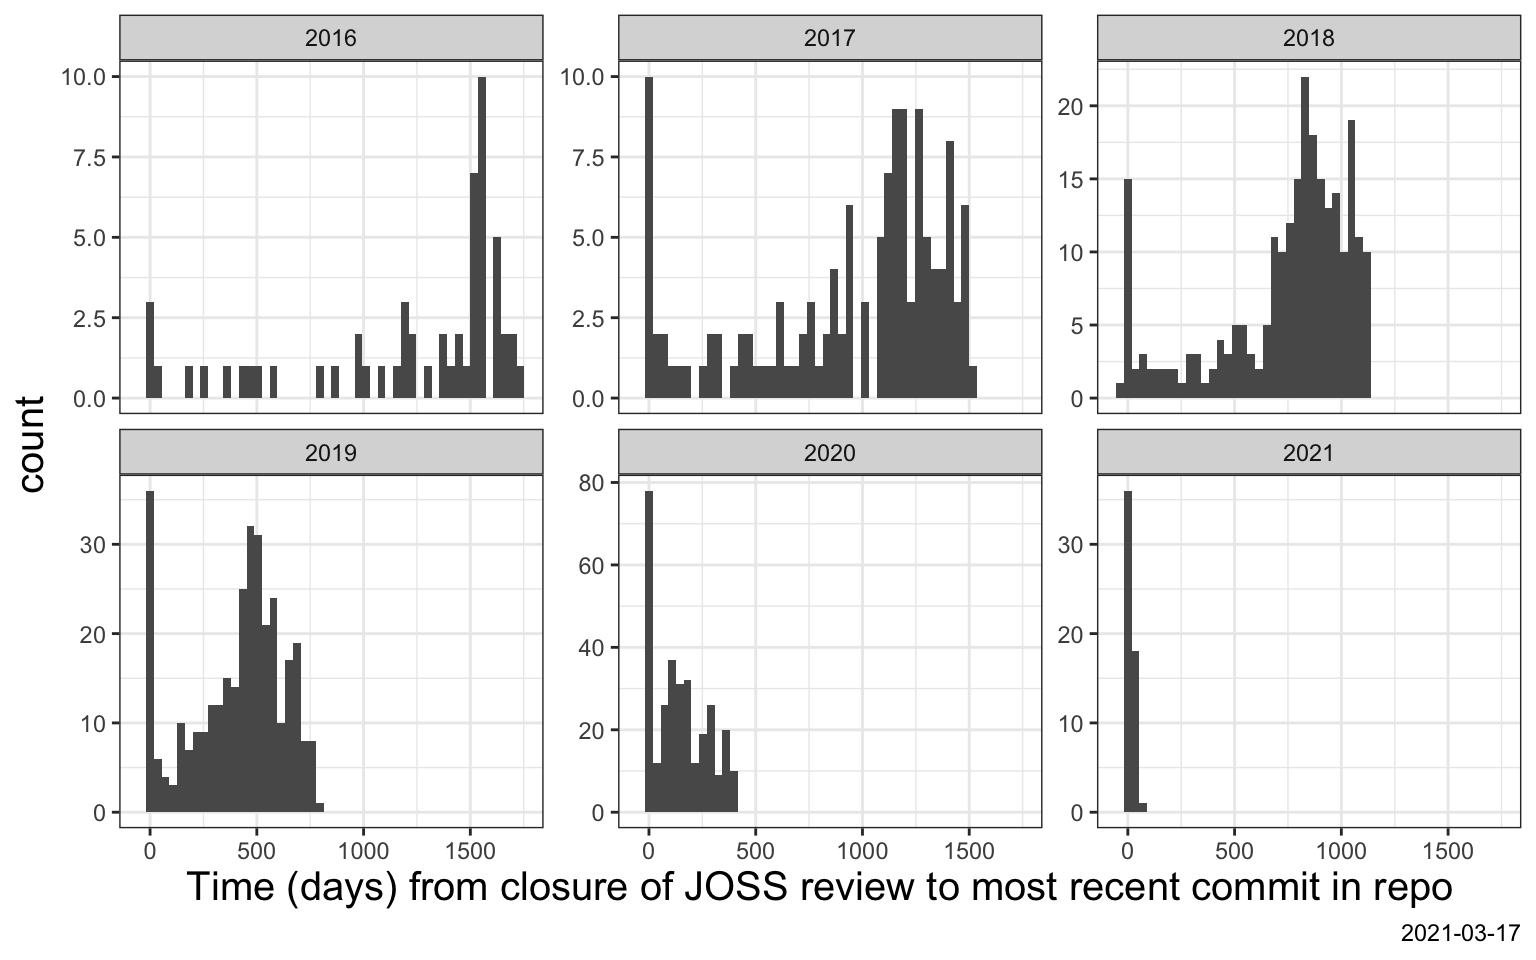 2016 2017 2018
10.0 10.0
20
7.5 7.5
15
5.0 5.0
10
2.5 2.5
5
0.0 0.0 0
count
2019 2020 2021
80
30 60 30
20 40 20
10 20 10
0 0 0
0 500 1000 1500 0 500 1000 1500 0 500 1000 1500
Time (days) from closure of JOSS review to most recent commit in repo
2021-03-17